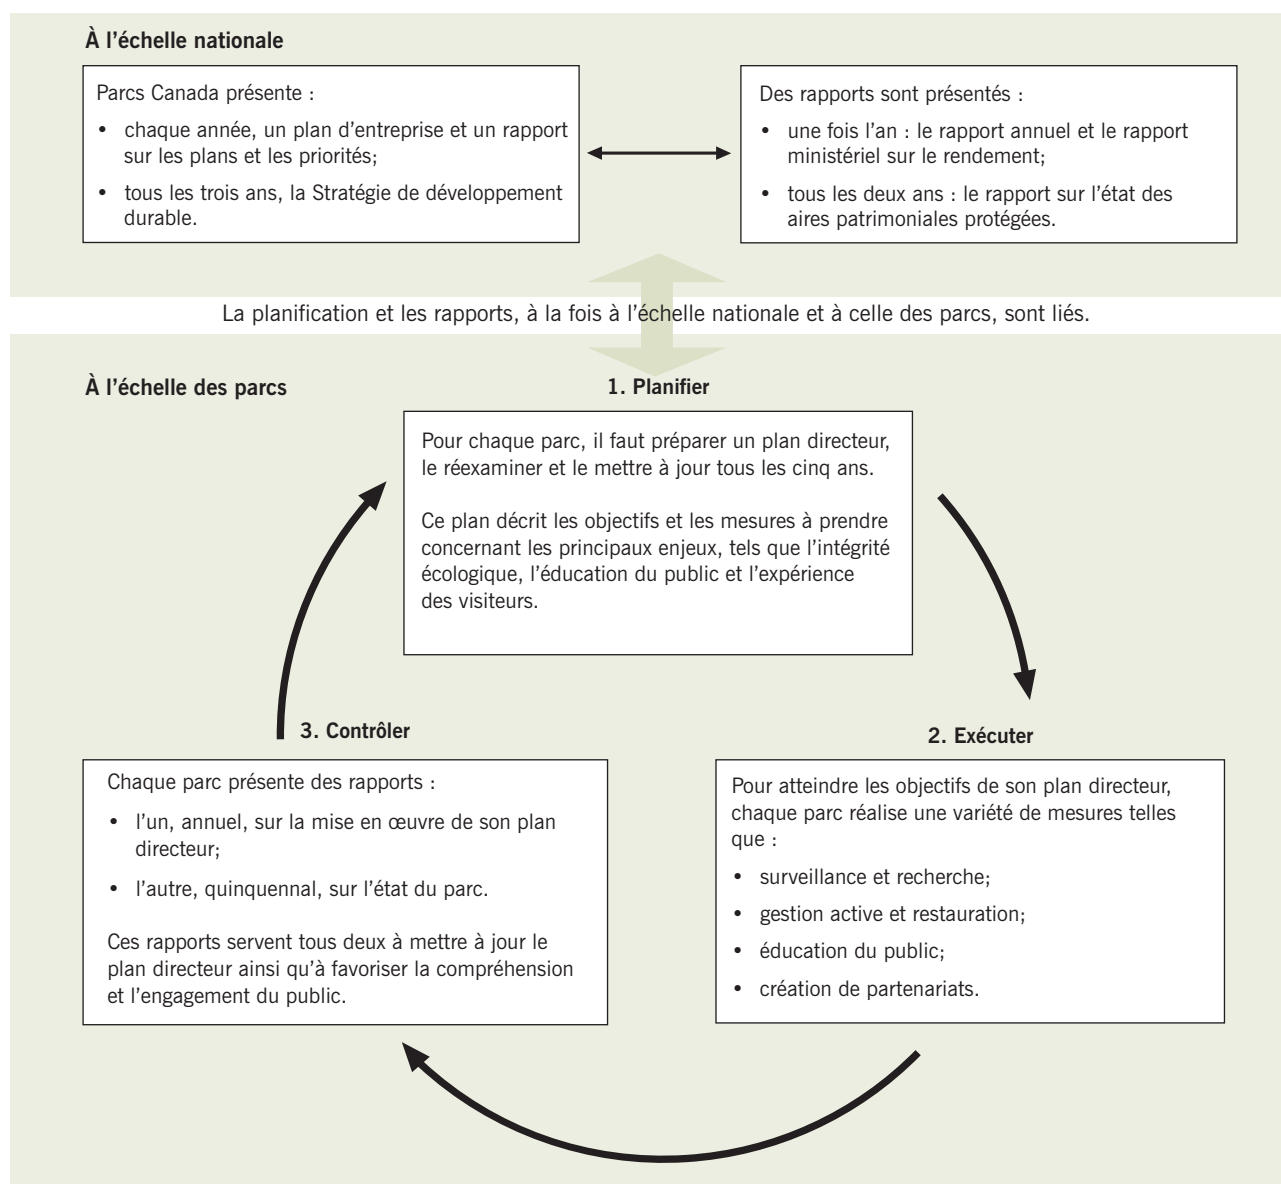 À l’échelle nationale
Parcs Canada présente :
• chaque année, un plan d’entreprise et un rapport
sur les plans et les priorités;
• tous les trois ans, la Stratégie de développement
durable.
Des rapports sont présentés :
• une fois l’an : le rapport annuel et le rapport
ministériel sur le rendement;
• tous les deux ans : le rapport sur l’état des
aires patrimoniales protégées.
La planification et les rapports, à la fois à l’échelle nationale et à celle des parcs, sont liés.
À l’échelle des parcs
1. Planifier
Pour chaque parc, il faut préparer un plan directeur,
le réexaminer et le mettre à jour tous les cinq ans.
Ce plan décrit les objectifs et les mesures à prendre
concernant les principaux enjeux, tels que l’intégrité
écologique, l’éducation du public et l’expérience
des visiteurs.
2. Exécuter
Pour atteindre les objectifs de son plan directeur,
chaque parc réalise une variété de mesures telles
que :
• surveillance et recherche;
• gestion active et restauration;
• éducation du public;
• création de partenariats.
3. Contrôler
Chaque parc présente des rapports :
• l’un, annuel, sur la mise en œuvre de son plan
directeur;
• l’autre, quinquennal, sur l’état du parc.
Ces rapports servent tous deux à mettre à jour le
plan directeur ainsi qu’à favoriser la compréhension
et l’engagement du public.